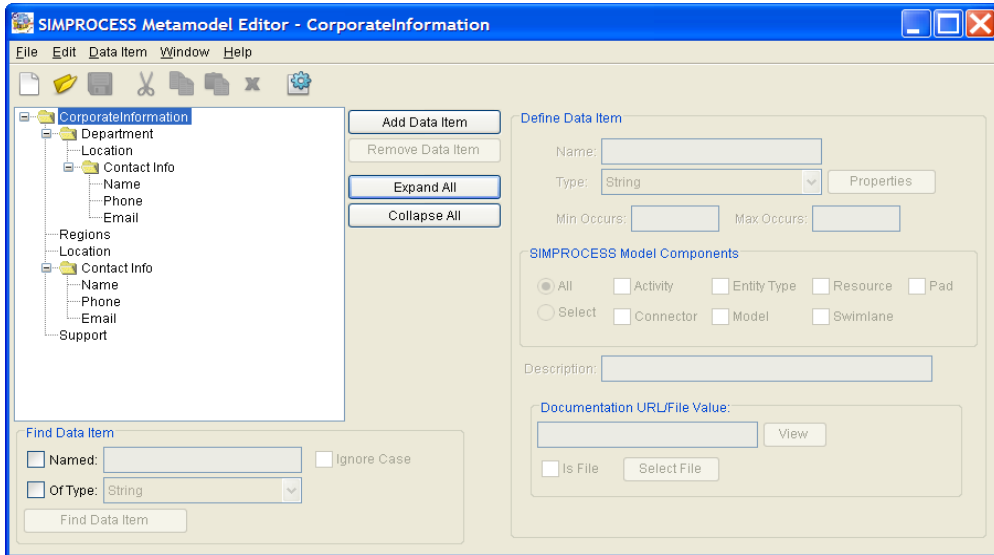 SIMPROCESS Metamodel Editor - CorporateInformation
File Edit Data Item Window Help
CorporateInformation
Department
Location
Contact Info
Name
Phone
Email
Regions
Location
Contact Info
Name
Phone
Email
Support
Add Data Item
Remove Data Item
Expand All
Collapse All
Find Data Item
Named:
Ignore Case
Of Type: String
Find Data Item
Define Data Item
Name:
Type: String Properties
Min Occurs: Max Occurs:
SIMPROCESS Model Components
All Activity Entity Type Resource Pad
Select Connector Model Swimlane
Description:
Documentation URL/File Value:
View
Is File Select File